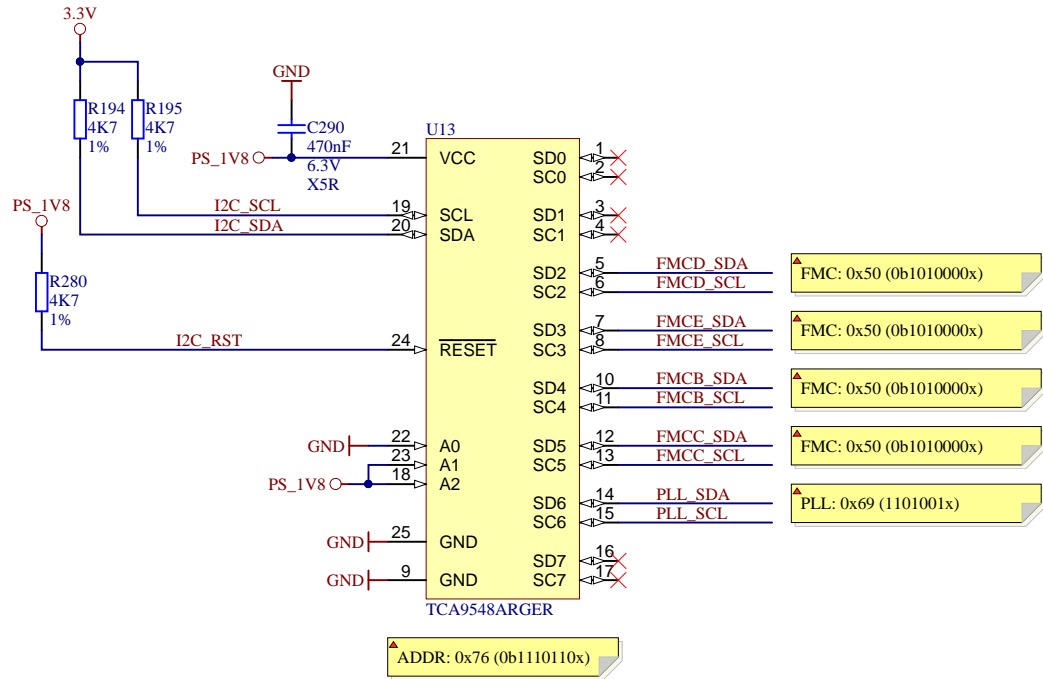 3.3V
R194
4K7
1%
R195
4K7
1%
GND
C290
470nF
6.3V
X5R
PS_1V8
PS_1V8
R280
4K7
1%
I2C_SCL
I2C_SDA
I2C_RST
GND
PS_1V8
GND
GND
U13
21 VCC
19 SCL
20 SDA
24 RESET
22 A0
23 A1
18 A2
25 GND
9 GND
SD0 1
SC0 2
SD1 3
SC1 4
SD2 5 FMCD_SDA
SC2 6 FMCD_SCL
FMC: 0x50 (0b1010000x)
SD3 7 FMCE_SDA
SC3 8 FMCE_SCL
FMC: 0x50 (0b1010000x)
SD4 10 FMCB_SDA
SC4 11 FMCB_SCL
FMC: 0x50 (0b1010000x)
SD5 12 FMCC_SDA
SC5 13 FMCC_SCL
FMC: 0x50 (0b1010000x)
SD6 14 PLL_SDA
SC6 15 PLL_SCL
PLL: 0x69 (1101001x)
SD7 16
SC7 17
TCA9548ARGER
ADDR: 0x76 (0b1110110x)